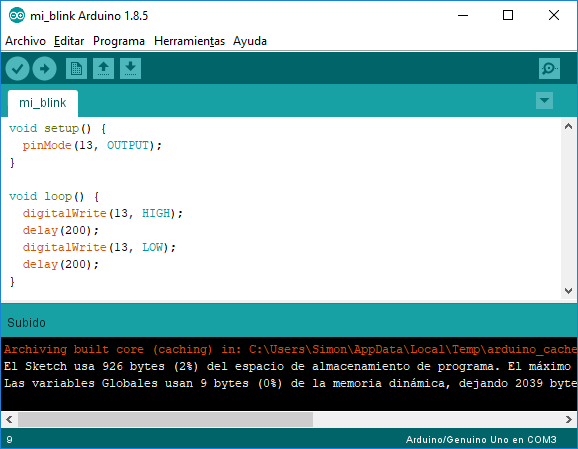 mi_blink Arduino 1.8.5
Archivo Editar Programa Herramientas Ayuda
mi_blink
void setup() {
  pinMode(13, OUTPUT);
}
void loop() {
  digitalWrite(13, HIGH);
  delay(200);
  digitalWrite(13, LOW);
  delay(200);
}
Subido
Archiving built core (caching) in: C:\Users\Simon\AppData\Local\Temp\arduino_cache
El Sketch usa 926 bytes (2%) del espacio de almacenamiento de programa. El máximo
Las variables Globales usan 9 bytes (0%) de la memoria dinámica, dejando 2039 byte
9 Arduino/Genuino Uno en COM3